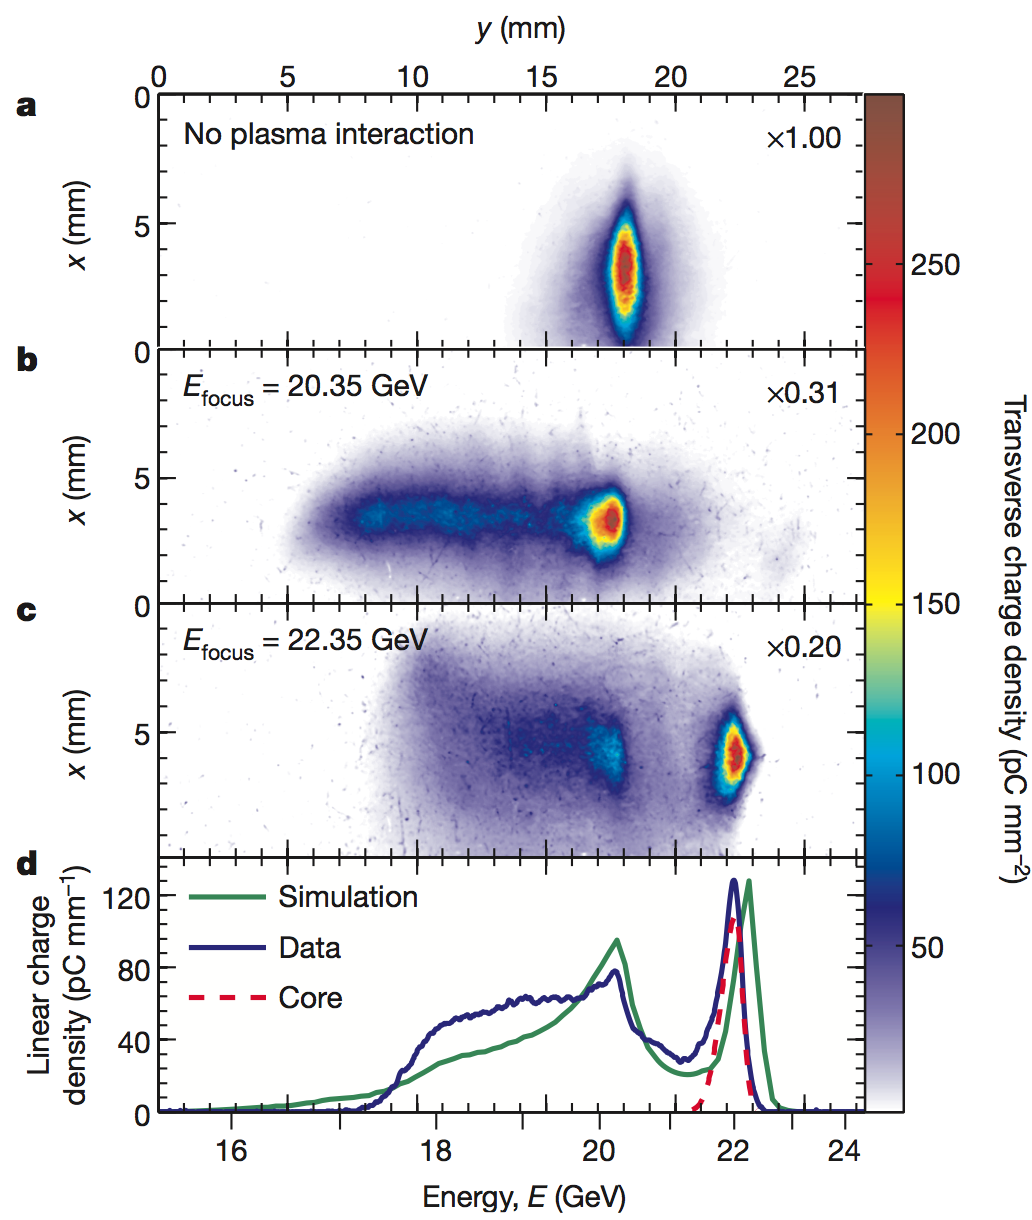 y (mm)
0 5 10 15 20 25
a
0
No plasma interaction
×1.00
5
x (mm)
250
b
0
E_focus = 20.35 GeV
×0.31
5
x (mm)
200
c
0
E_focus = 22.35 GeV
×0.20
150
5
x (mm)
100
Transverse charge density (pC mm⁻²)
d
Linear charge
density (pC mm⁻¹)
120
80
40
0
Simulation
Data
Core
50
16 18 20 22 24
Energy, E (GeV)